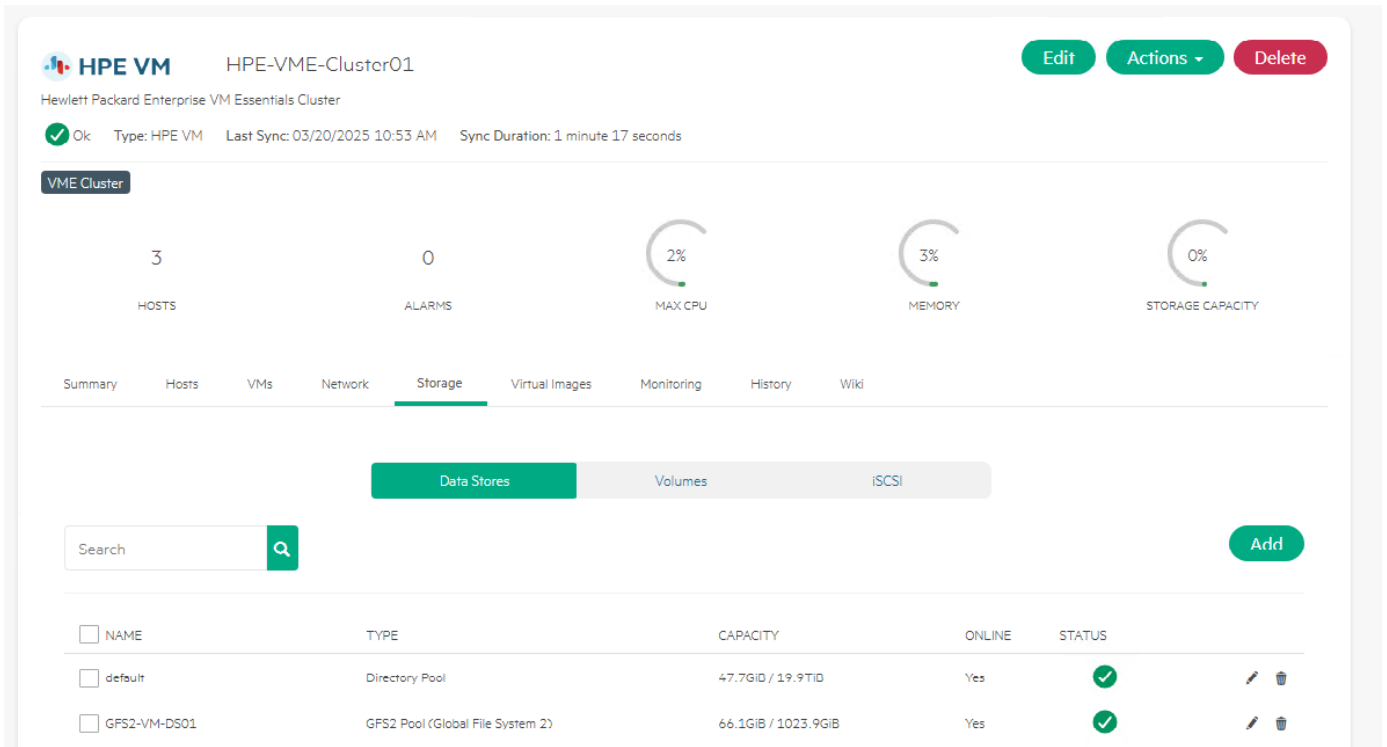 HPE VM HPE-VME-Cluster01 Edit Actions Delete
Hewlett Packard Enterprise VM Essentials Cluster
Ok Type: HPE VM Last Sync: 03/20/2025 10:53 AM Sync Duration: 1 minute 17 seconds
VME Cluster
3 0 2% 3% 0%
HOSTS ALARMS MAX CPU MEMORY STORAGE CAPACITY
Summary Hosts VMs Network Storage Virtual Images Monitoring History Wiki
Data Stores Volumes iSCSI
Search Add
NAME TYPE CAPACITY ONLINE STATUS
default Directory Pool 47.7GiB / 19.9TiB Yes
GFS2-VM-DS01 GFS2 Pool (Global File System 2) 66.1GiB / 1023.9GiB Yes